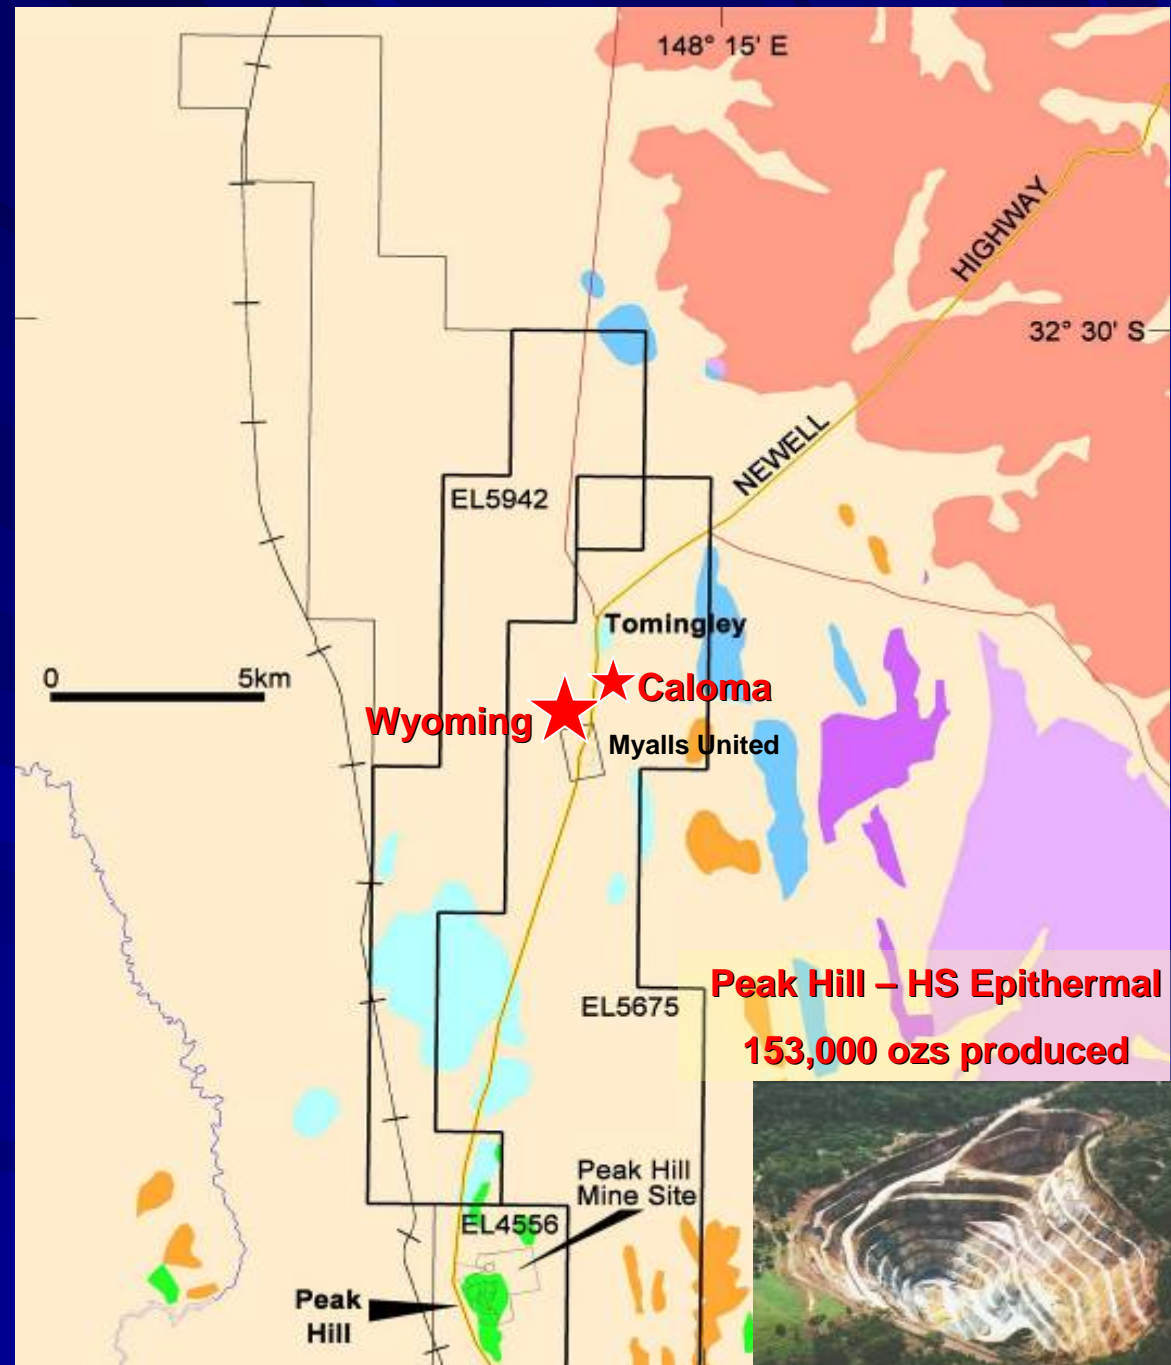 148° 15' E
HIGHWAY
32° 30' S
NEWELL
EL5942
Tomingley
0 5km
Caloma
Wyoming
Myalls United
Peak Hill – HS Epithermal
EL5675
153,000 ozs produced
Peak Hill
Mine Site
EL4556
Peak
Hill